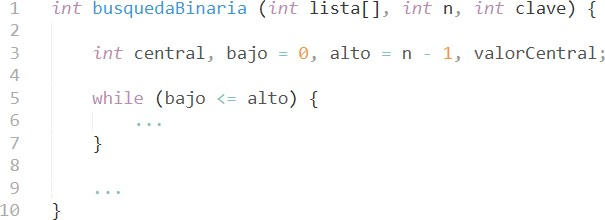 1 int busquedaBinaria (int lista[], int n, int clave) {
2
3 int central, bajo = 0, alto = n - 1, valorCentral;
4
5 while (bajo <= alto) {
6 ...
7 }
8
9 ...
10 }